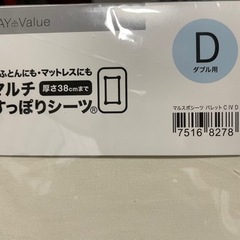 AY Value
D
ダブル用
ふとんにも・マットレスにも
マルチ
厚さ38cmまで
すっぽりシーツ®
マルスポシーツ パレットC IV D
7516 8278